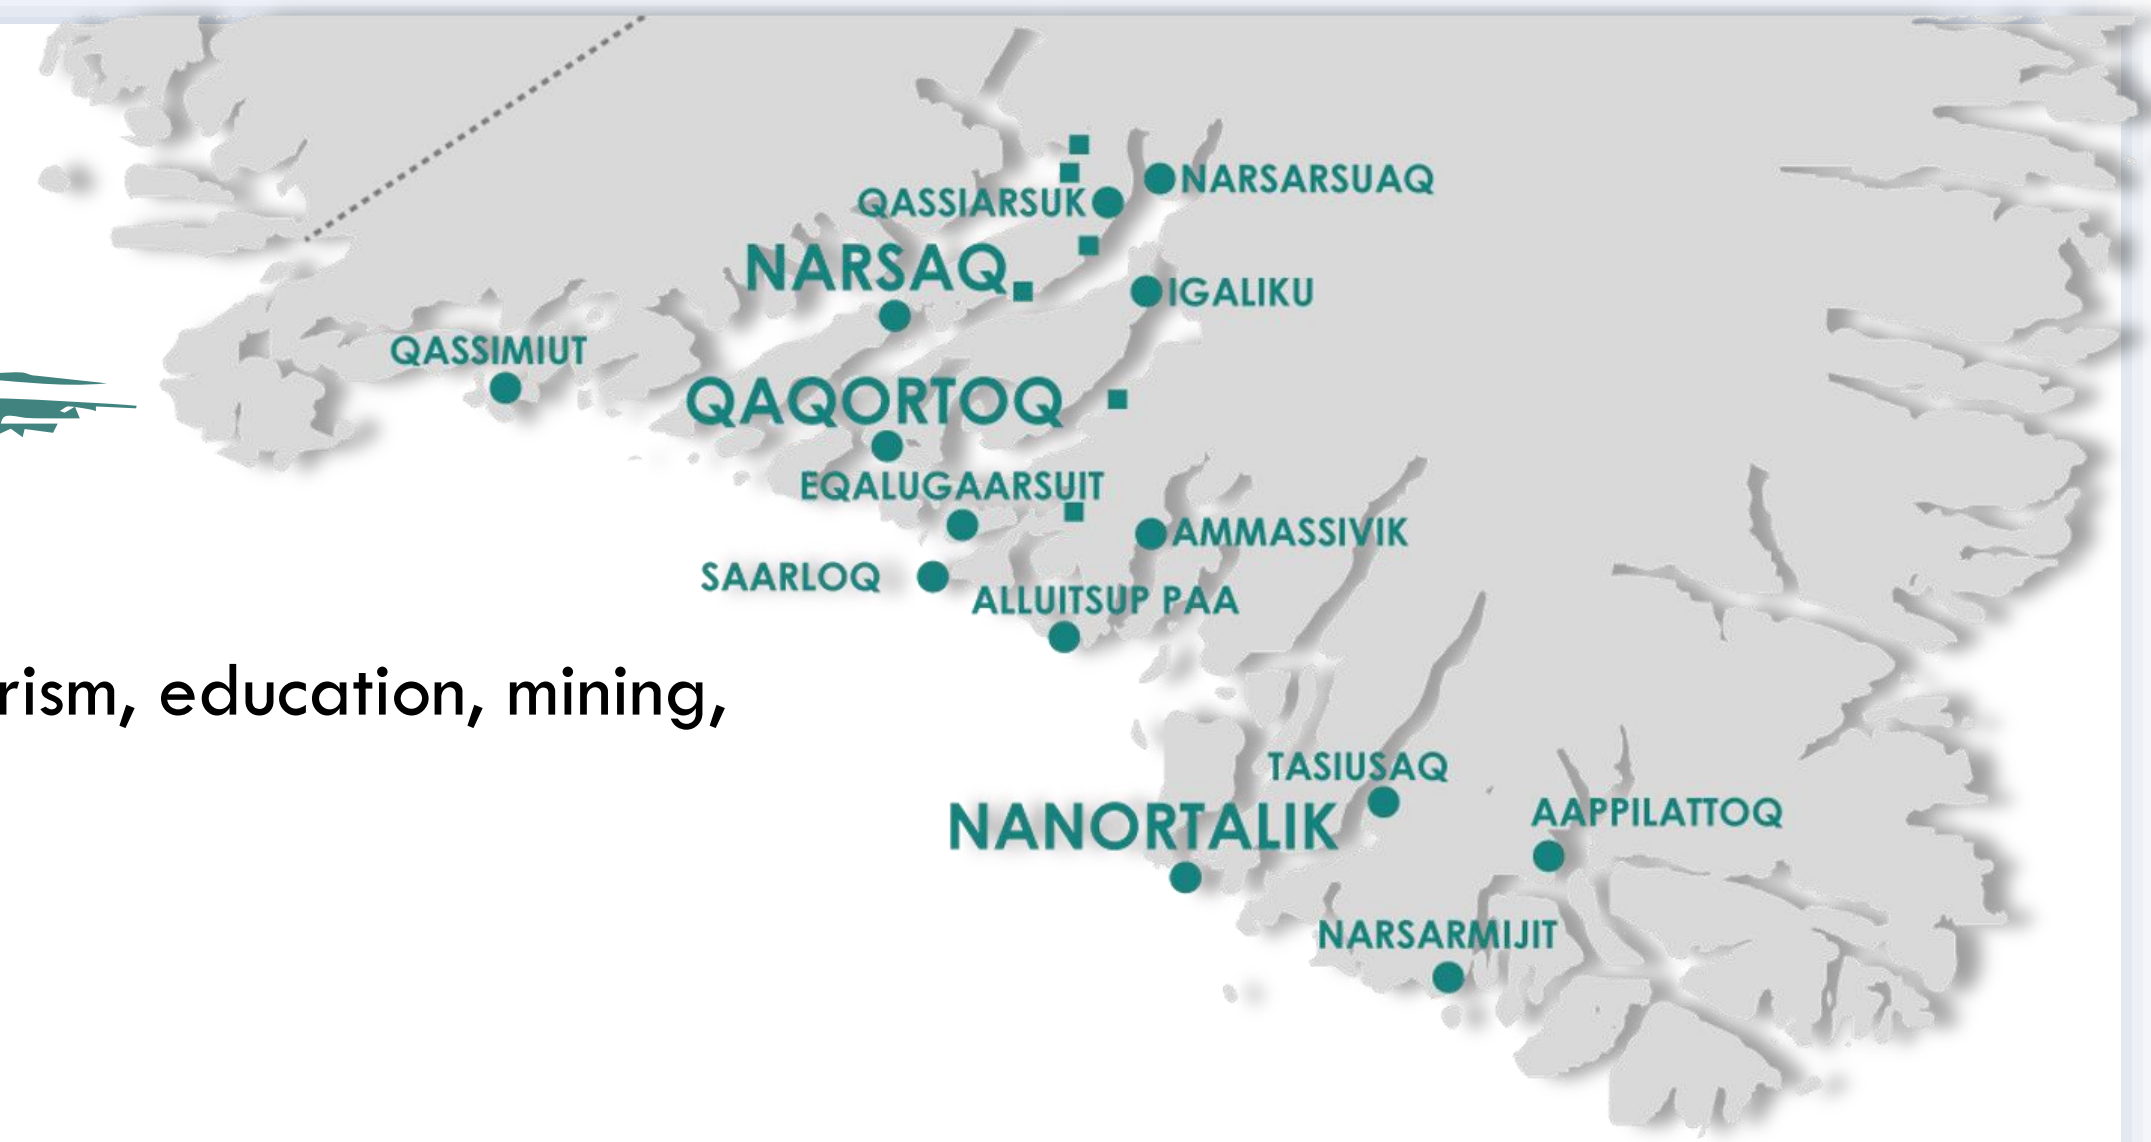 NARSARSUAQ
QASSIARSUK
NARSAQ
IGALIKU
QASSIMIUT
QAQORTOQ
EQALUGAARSUIT
AMMASSIVIK
SAARLOQ
ALLUITSUP PAA
rism, education, mining,
TASIUSAQ
NANORTALIK
AAPPILATTOQ
NARSARMIJIT